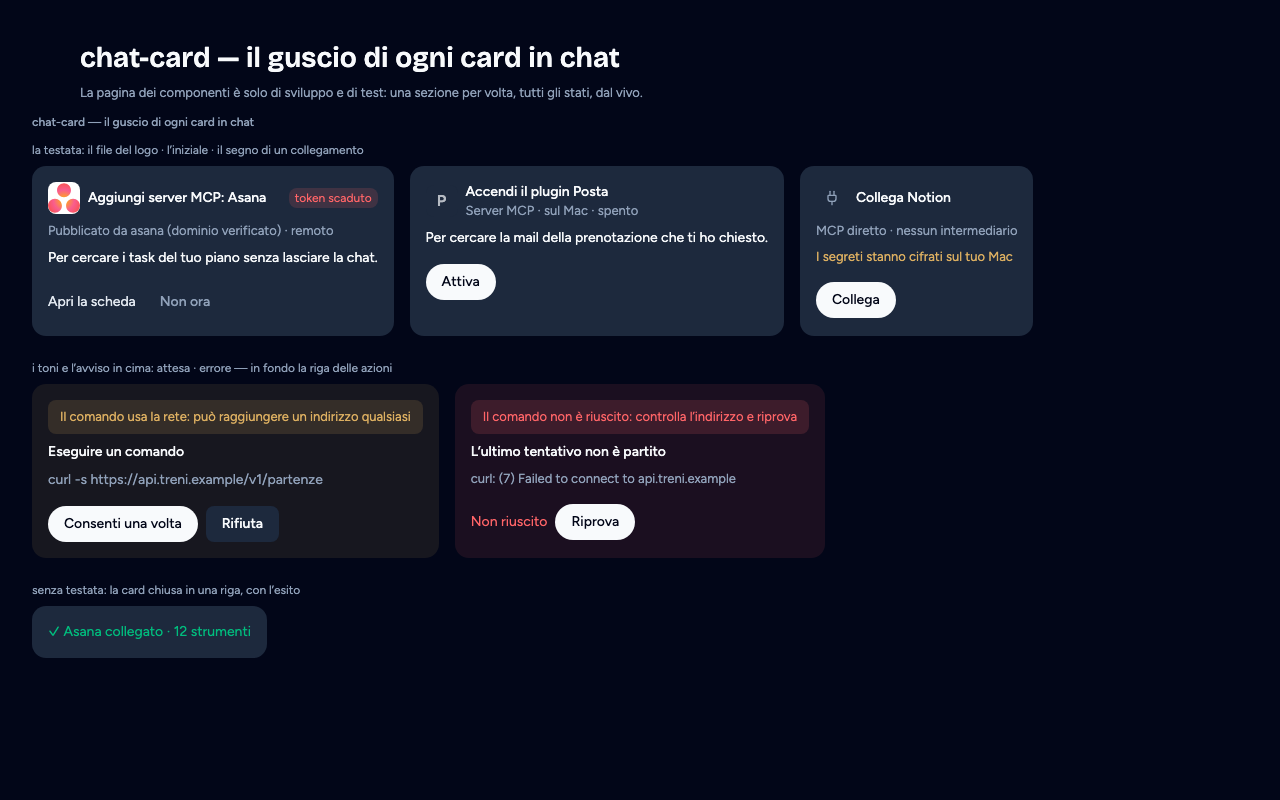 chat-card — il guscio di ogni card in chat
La pagina dei componenti è solo di sviluppo e di test: una sezione per volta, tutti gli stati, dal vivo.
chat-card — il guscio di ogni card in chat
la testata: il file del logo · l’iniziale · il segno di un collegamento
Aggiungi server MCP: Asana
token scaduto
Pubblicato da asana (dominio verificato) · remoto
Per cercare i task del tuo piano senza lasciare la chat.
Apri la scheda
Non ora
P
Accendi il plugin Posta
Server MCP · sul Mac · spento
Per cercare la mail della prenotazione che ti ho chiesto.
Attiva
Collega Notion
MCP diretto · nessun intermediario
I segreti stanno cifrati sul tuo Mac
Collega
i toni e l’avviso in cima: attesa · errore — in fondo la riga delle azioni
Il comando usa la rete: può raggiungere un indirizzo qualsiasi
Eseguire un comando
curl -s https://api.treni.example/v1/partenze
Consenti una volta
Rifiuta
Il comando non è riuscito: controlla l’indirizzo e riprova
L’ultimo tentativo non è partito
curl: (7) Failed to connect to api.treni.example
Non riuscito
Riprova
senza testata: la card chiusa in una riga, con l’esito
✓ Asana collegato · 12 strumenti